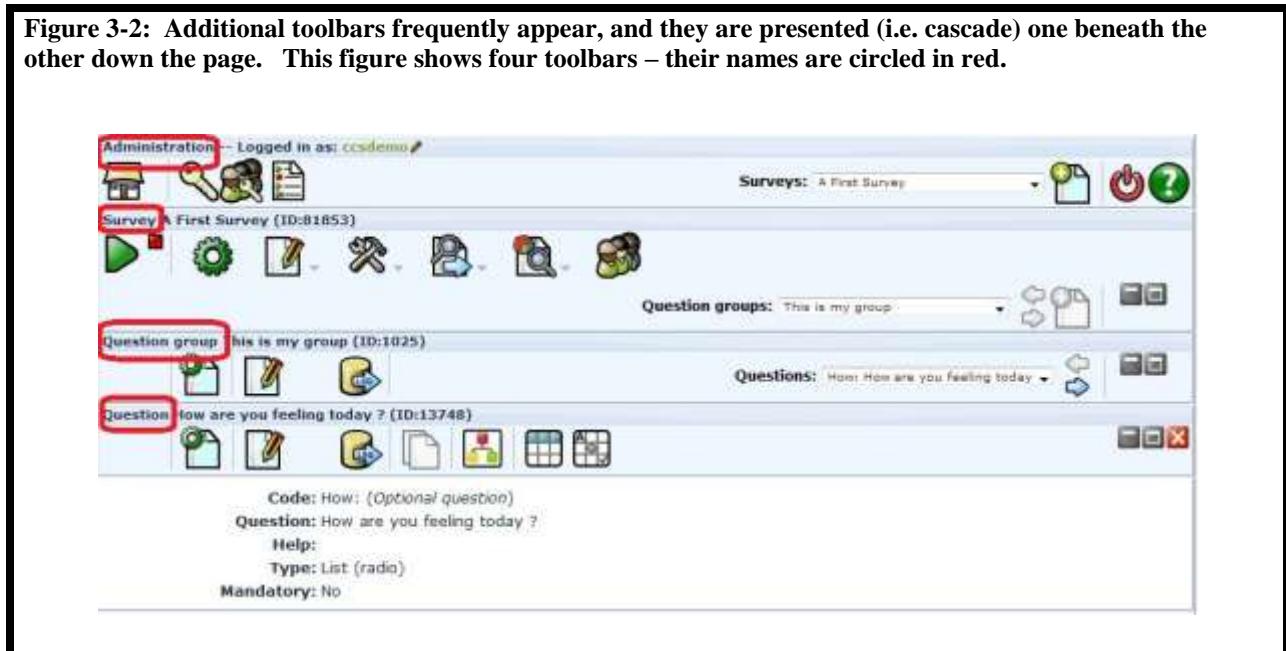 Figure 3-2: Additional toolbars frequently appear, and they are presented (i.e. cascade) one beneath the
other down the page. This figure shows four toolbars – their names are circled in red.
Administration -- Logged in as: ccsdemo
Surveys: A First Survey
Survey A First Survey (ID:81853)
Question groups: This is my group
Question group This is my group (ID:1025)
Questions: How: How are you feeling today
Question How are you feeling today ? (ID:13748)
Code: How: (Optional question)
Question: How are you feeling today ?
Help:
Type: List (radio)
Mandatory: No